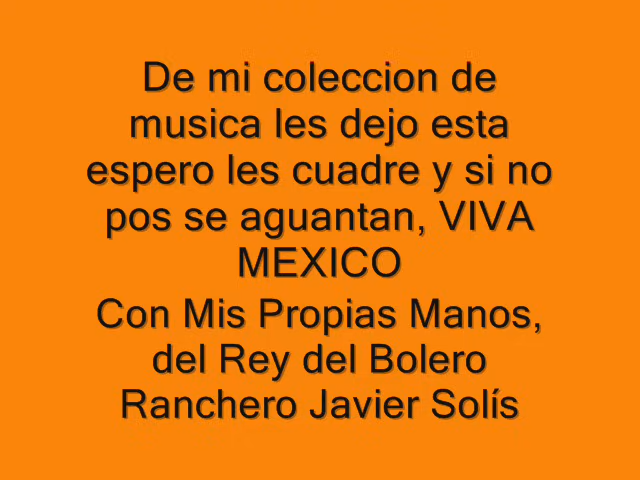 De mi coleccion de
musica les dejo esta
espero les cuadre y si no
pos se aguantan, VIVA
MEXICO
Con Mis Propias Manos,
del Rey del Bolero
Ranchero Javier Solís